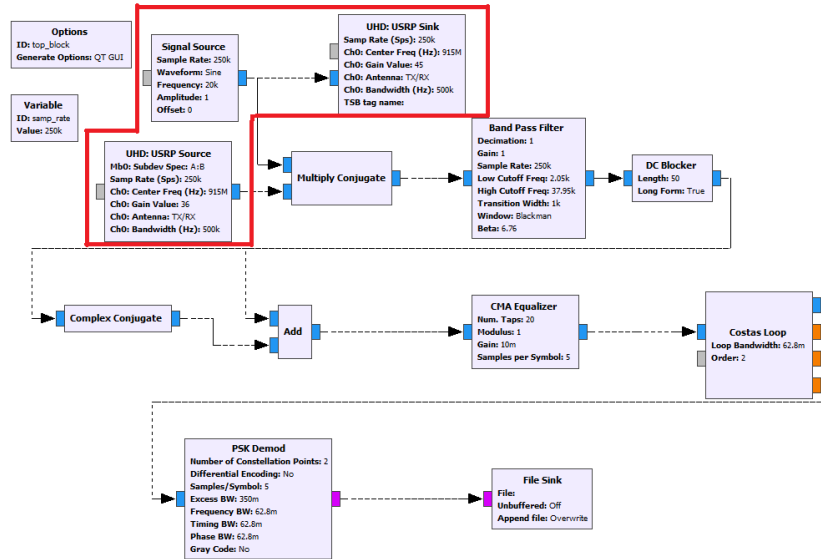 Options
ID: top_block
Generate Options: QT GUI
Variable
ID: samp_rate
Value: 250k
Signal Source
Sample Rate: 250k
Waveform: Sine
Frequency: 20k
Amplitude: 1
Offset: 0
UHD: USRP Sink
Samp Rate (Sps): 250k
Ch0: Center Freq (Hz): 915M
Ch0: Gain Value: 45
Ch0: Antenna: TX/RX
Ch0: Bandwidth (Hz): 500k
TSB tag name:
UHD: USRP Source
Mb0: Subdev Spec: A:B
Samp Rate (Sps): 250k
Ch0: Center Freq (Hz): 915M
Ch0: Gain Value: 36
Ch0: Antenna: TX/RX
Ch0: Bandwidth (Hz): 500k
Multiply Conjugate
Band Pass Filter
Decimation: 1
Gain: 1
Sample Rate: 250k
Low Cutoff Freq: 2.05k
High Cutoff Freq: 37.95k
Transition Width: 1k
Window: Blackman
Beta: 6.76
DC Blocker
Length: 50
Long Form: True
Complex Conjugate
Add
CMA Equalizer
Num. Taps: 20
Modulus: 1
Gain: 10m
Samples per Symbol: 5
Costas Loop
Loop Bandwidth: 62.8m
Order: 2
PSK Demod
Number of Constellation Points: 2
Differential Encoding: No
Samples/Symbol: 5
Excess BW: 350m
Frequency BW: 62.8m
Timing BW: 62.8m
Phase BW: 62.8m
Gray Code: No
File Sink
File:
Unbuffered: Off
Append file: Overwrite